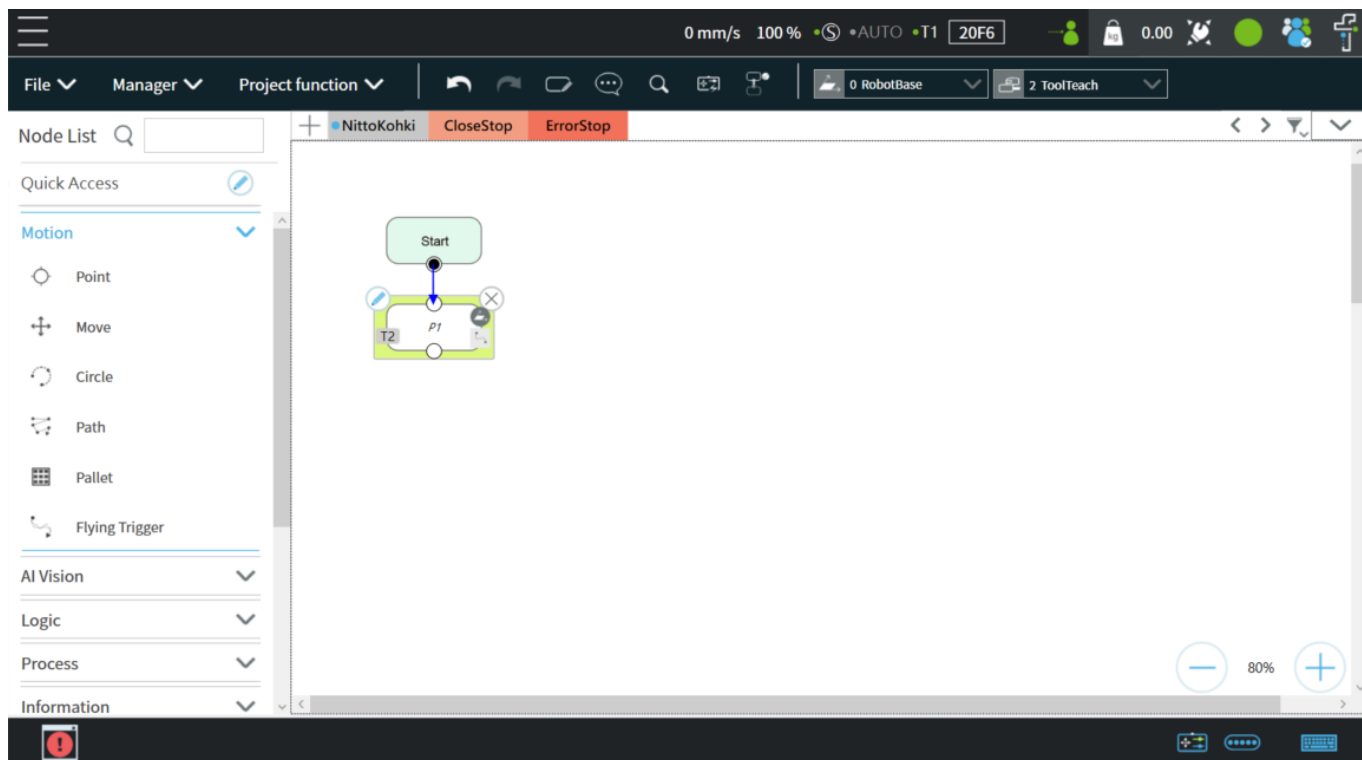 0 mm/s 100 % •Ⓢ •AUTO •T1 20F6 kg 0.00
File Manager Project function 0 RobotBase 2 ToolTeach
Node List
NittoKohki CloseStop ErrorStop
Quick Access
Motion
Start
Point
P1
T2
Move
Circle
Path
Pallet
Flying Trigger
AI Vision
Logic
Process
80%
Information